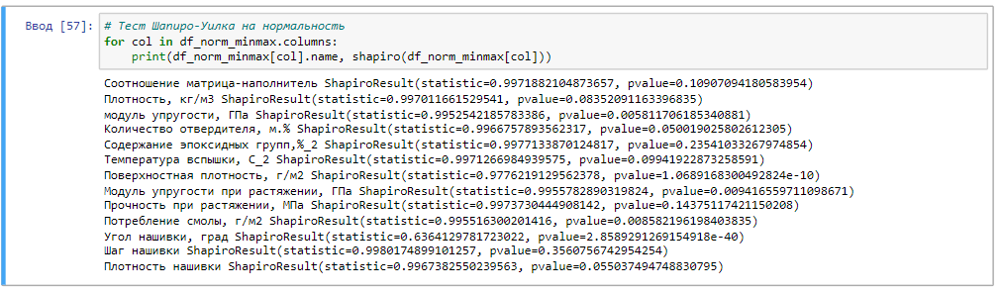 Ввод [57]: # Тест Шапиро-Уилка на нормальность
for col in df_norm_minmax.columns:
    print(df_norm_minmax[col].name, shapiro(df_norm_minmax[col]))
Соотношение матрица-наполнитель ShapiroResult(statistic=0.9971882104873657, pvalue=0.10907094180583954)
Плотность, кг/м3 ShapiroResult(statistic=0.997011661529541, pvalue=0.08352091163396835)
модуль упругости, ГПа ShapiroResult(statistic=0.9952542185783386, pvalue=0.005811706185340881)
Количество отвердителя, м.% ShapiroResult(statistic=0.9966757893562317, pvalue=0.050019025802612305)
Содержание эпоксидных групп,%_2 ShapiroResult(statistic=0.9977133870124817, pvalue=0.23541033267974854)
Температура вспышки, С_2 ShapiroResult(statistic=0.9971266984939575, pvalue=0.09941922873258591)
Поверхностная плотность, г/м2 ShapiroResult(statistic=0.9776219129562378, pvalue=1.0689168300492824e-10)
Модуль упругости при растяжении, ГПа ShapiroResult(statistic=0.9955782890319824, pvalue=0.009416559711098671)
Прочность при растяжении, МПа ShapiroResult(statistic=0.9973730444908142, pvalue=0.14375117421150208)
Потребление смолы, г/м2 ShapiroResult(statistic=0.995516300201416, pvalue=0.008582196198403835)
Угол нашивки, град ShapiroResult(statistic=0.6364129781723022, pvalue=2.8589291269154918e-40)
Шаг нашивки ShapiroResult(statistic=0.9980174899101257, pvalue=0.3560756742954254)
Плотность нашивки ShapiroResult(statistic=0.9967382550239563, pvalue=0.055037494748830795)